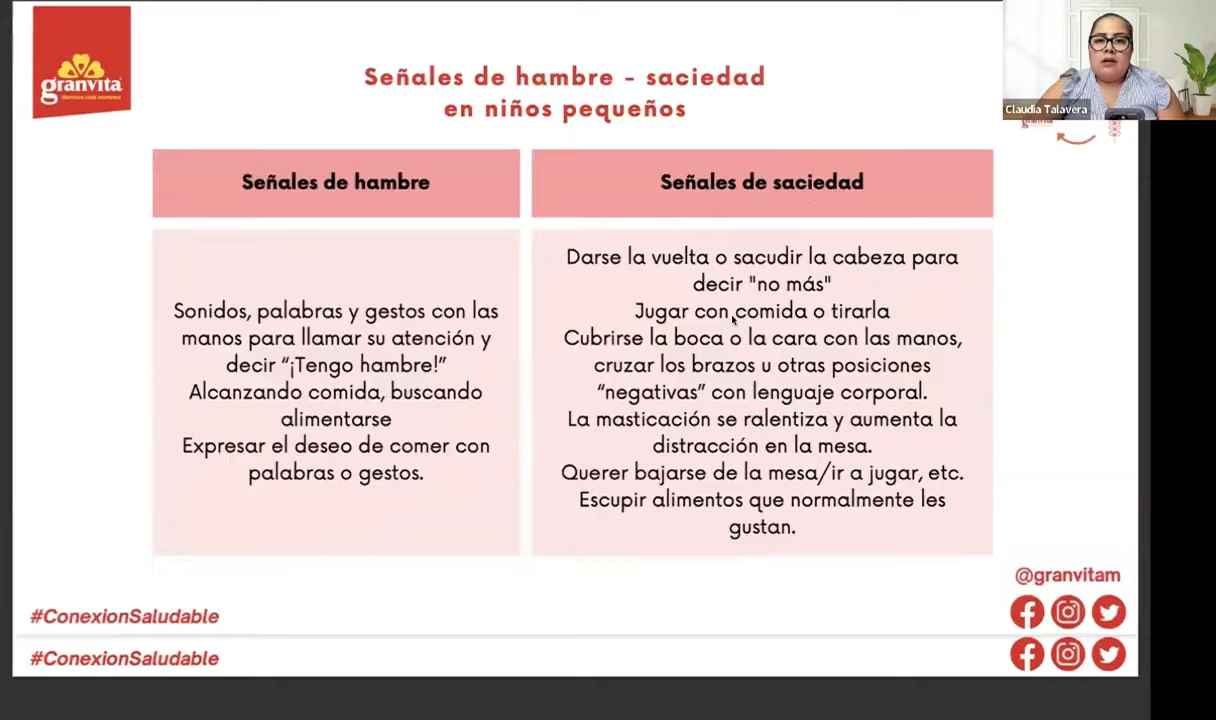 granvita
Señales de hambre - saciedad
en niños pequeños
Claudia Talavera
Señales de hambre
Sonidos, palabras y gestos con las
manos para llamar su atención y
decir “¡Tengo hambre!”
Alcanzando comida, buscando
alimentarse
Expresar el deseo de comer con
palabras o gestos.
Señales de saciedad
Darse la vuelta o sacudir la cabeza para
decir "no más"
Jugar con comida o tirarla
Cubrirse la boca o la cara con las manos,
cruzar los brazos u otras posiciones
“negativas” con lenguaje corporal.
La masticación se ralentiza y aumenta la
distracción en la mesa.
Querer bajarse de la mesa/ir a jugar, etc.
Escupir alimentos que normalmente les
gustan.
@granvitam
#ConexionSaludable
#ConexionSaludable